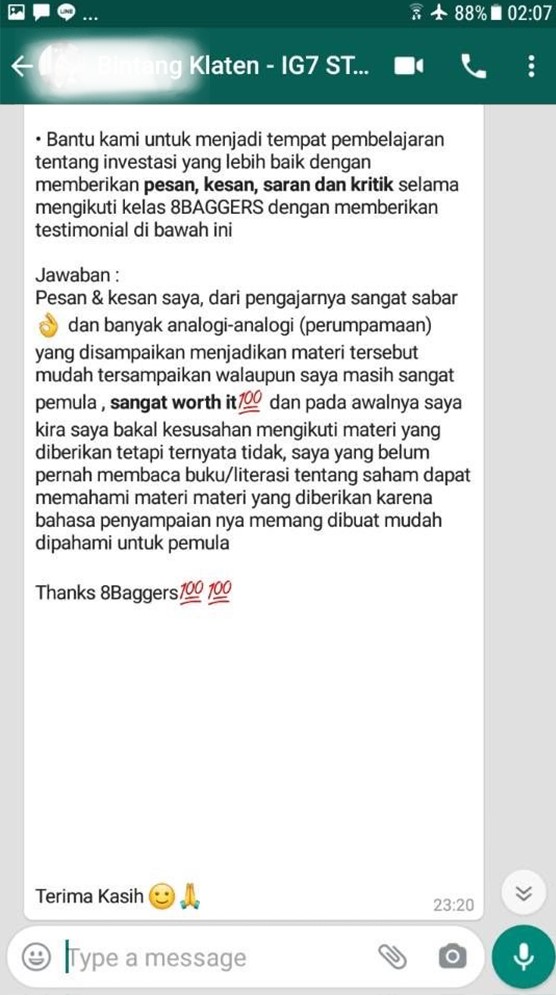 LINE ... 88% 02:07
Bintang Klaten - IG7 ST...
• Bantu kami untuk menjadi tempat pembelajaran
tentang investasi yang lebih baik dengan
memberikan pesan, kesan, saran dan kritik selama
mengikuti kelas 8BAGGERS dengan memberikan
testimonial di bawah ini
Jawaban :
Pesan & kesan saya, dari pengajarnya sangat sabar
👌 dan banyak analogi-analogi (perumpamaan)
yang disampaikan menjadikan materi tersebut
mudah tersampaikan walaupun saya masih sangat
pemula , sangat worth it💯 dan pada awalnya saya
kira saya bakal kesusahan mengikuti materi yang
diberikan tetapi ternyata tidak, saya yang belum
pernah membaca buku/literasi tentang saham dapat
memahami materi materi yang diberikan karena
bahasa penyampaian nya memang dibuat mudah
dipahami untuk pemula
Thanks 8Baggers💯💯
Terima Kasih 🙂🙏
23:20
Type a message